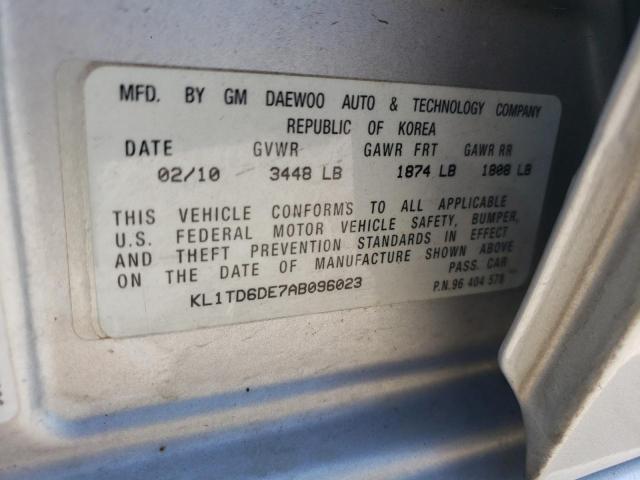 MFD. BY GM DAEWOO AUTO & TECHNOLOGY COMPANY
REPUBLIC OF KOREA
DATE GVWR GAWR FRT GAWR RR
02/10 3448 LB 1874 LB 1808 LB
THIS VEHICLE CONFORMS TO ALL APPLICABLE
U.S. FEDERAL MOTOR VEHICLE SAFETY, BUMPER,
AND THEFT PREVENTION STANDARDS IN EFFECT
ON THE DATE OF MANUFACTURE SHOWN ABOVE
PASS. CAR
KL1TD6DE7AB096023
P.N.96 404 578